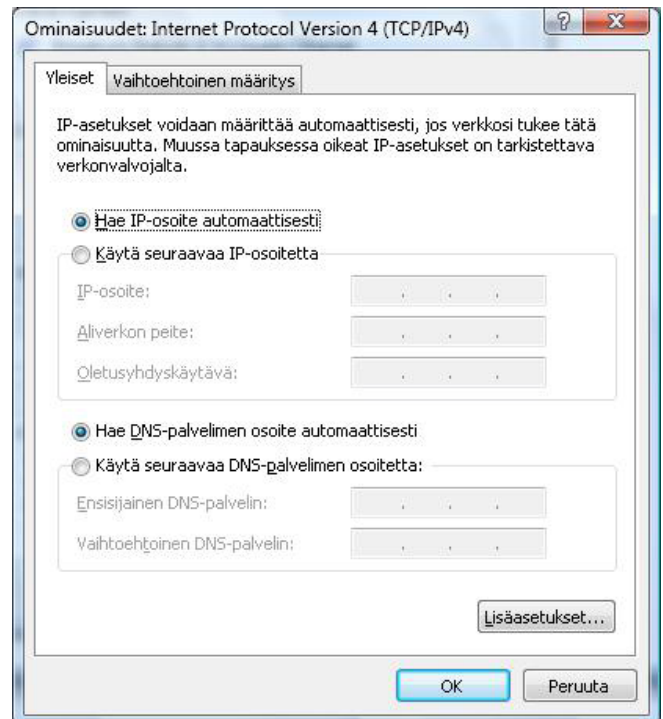 Ominaisuudet: Internet Protocol Version 4 (TCP/IPv4)
Yleiset
Vaihtoehtoinen määritys
IP-asetukset voidaan määrittää automaattisesti, jos verkkosi tukee tätä
ominaisuutta. Muussa tapauksessa oikeat IP-asetukset on tarkistettava
verkonvalvojalta.
Hae IP-osoite automaattisesti
Käytä seuraavaa IP-osoitetta
IP-osoite:
Aliverkon peite:
Oletusyhdyskäytävä:
Hae DNS-palvelimen osoite automaattisesti
Käytä seuraavaa DNS-palvelimen osoitetta:
Ensisijainen DNS-palvelin:
Vaihtoehtoinen DNS-palvelin:
Lisäasetukset...
OK
Peruuta